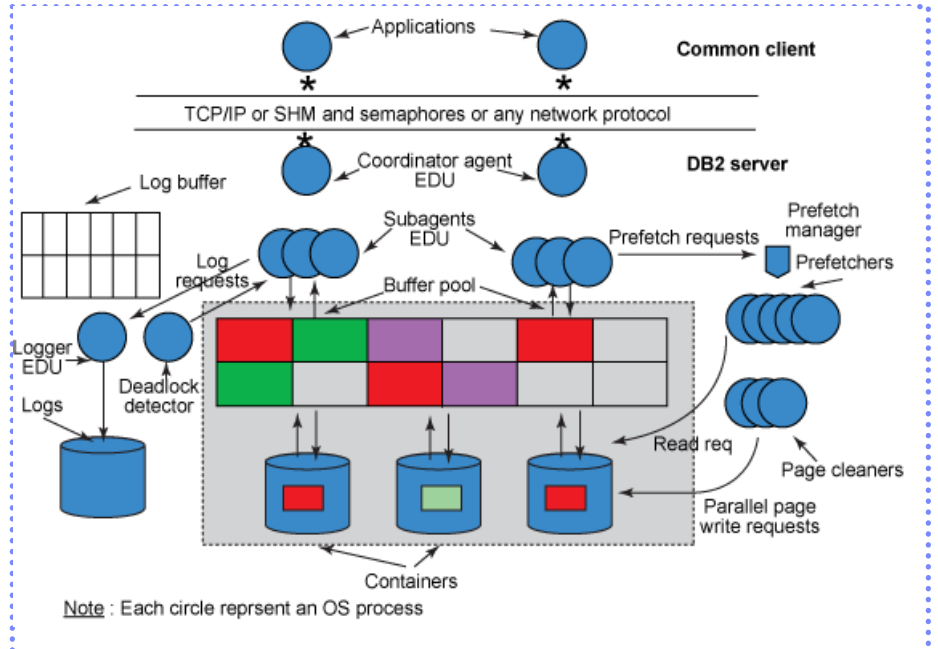 Applications
Common client
*
*
TCP/IP or SHM and semaphores or any network protocol
*
*
Coordinator agent
EDU
DB2 server
Log buffer
Subagents
EDU
Prefetch requests
Prefetch
manager
Prefetchers
Log
requests
Buffer pool
Logger
EDU
Deadlock
detector
Logs
Read req
Page cleaners
Parallel page
write requests
Containers
Note : Each circle reprsent an OS process